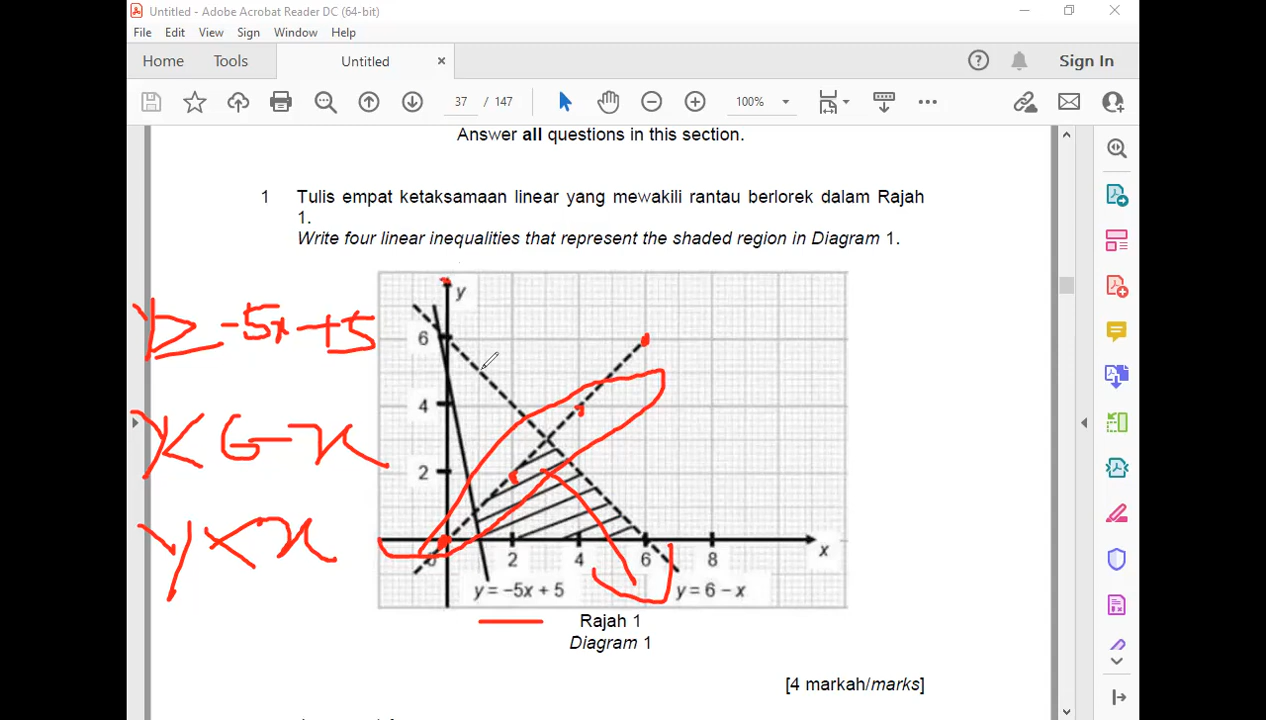 Untitled - Adobe Acrobat Reader DC (64-bit)
File Edit View Sign Window Help
Home Tools Untitled × ? Sign In
37 / 147 100%
Answer all questions in this section.
1 Tulis empat ketaksamaan linear yang mewakili rantau berlorek dalam Rajah
1.
Write four linear inequalities that represent the shaded region in Diagram 1.
y
6
4
2
0 2 4 6 8 x
y = −5x + 5 y = 6 − x
y ≥ -5x + 5
y < 6 - x
y < x
Rajah 1
Diagram 1
[4 markah/marks]